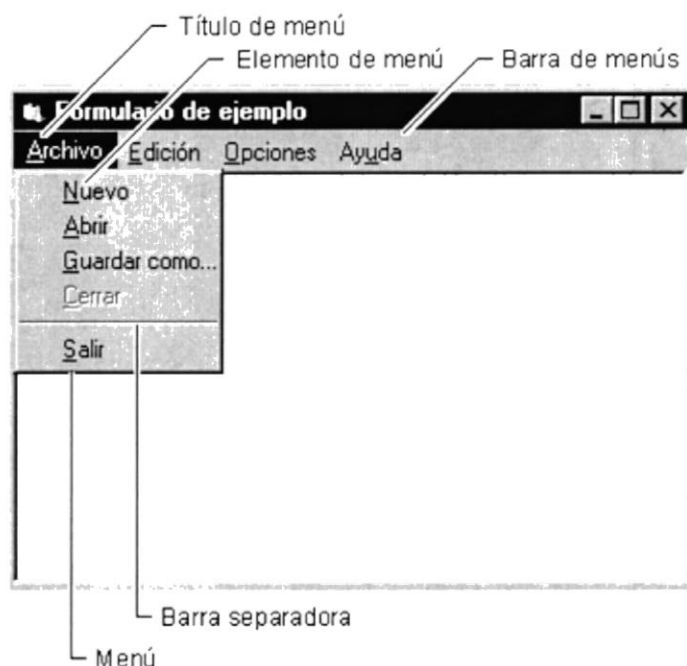 Título de menú
Elemento de menú
Barra de menús
Formulario de ejemplo
Archivo Edición Opciones Ayuda
Nuevo
Abrir
Guardar como...
Cerrar
Salir
Barra separadora
Menú